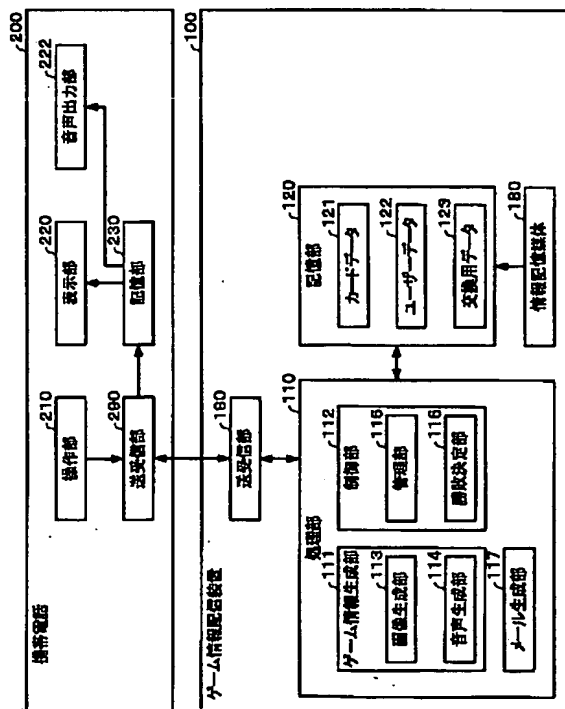 200
携帯電話
210
操作部
220
表示部
222
音声出力部
290
送受信部
230
記憶部
100
ゲーム情報配信装置
190
送受信部
110
処理部
111
ゲーム情報生成部
113
画像生成部
114
音声生成部
117
メール生成部
112
制御部
115
管理部
116
勝敗決定部
120
記憶部
121
カードデータ
122
ユーザーデータ
123
交換用データ
180
情報記憶媒体